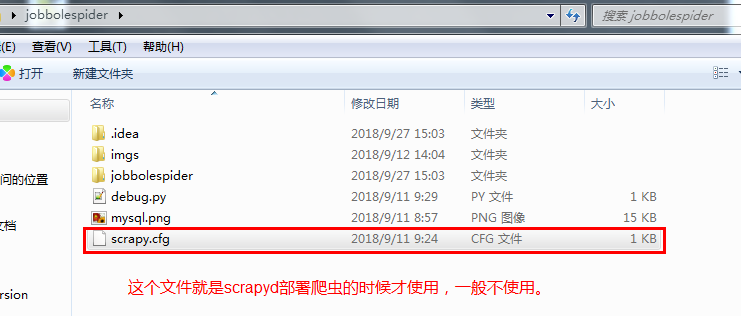 jobbolespider
搜索 jobbolespider
(E) 查看(V) 工具(T) 帮助(H)
打开 新建文件夹
名称 修改日期 类型 大小
.idea 2018/9/27 15:03 文件夹
imgs 2018/9/12 14:04 文件夹
问的位置
jobbolespider 2018/9/27 15:03 文件夹
debug.py 2018/9/11 9:29 PY 文件 1 KB
mysql.png 2018/9/11 8:57 PNG 图像 15 KB
文档
scrapy.cfg 2018/9/11 9:24 CFG 文件 1 KB
这个文件就是scrapyd部署爬虫的时候才使用，一般不使用。
ersion